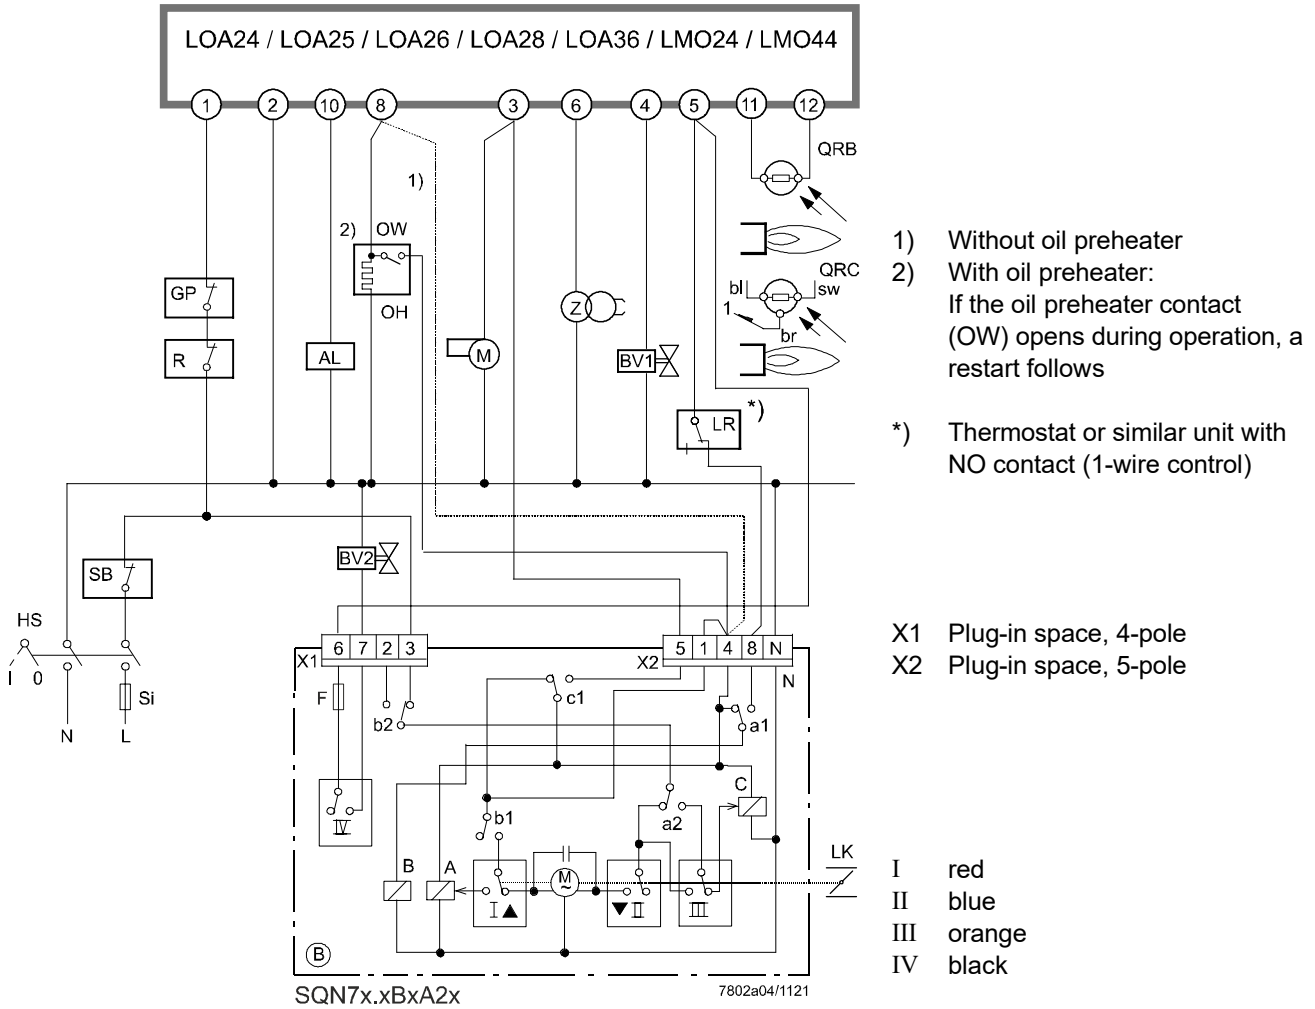 LOA24 / LOA25 / LOA26 / LOA28 / LOA36 / LMO24 / LMO44
1 2 10 8 3 6 4 5 11 12
QRB
1)
2) OW
QRC
bl sw
1
br
GP
OH
Z
R
AL
M
BV1
*)
LR
BV2
SB
HS
I 0
Si
N L
6 7 2 3
X1
5 1 4 8 N
X2
N
F
b2
c1
a1
C
b1
a2
IV
B A
M
~
I ▲ ▼ II III
LK
B
SQN7x.xBxA2x
7802a04/1121
1) Without oil preheater
2) With oil preheater:
If the oil preheater contact
(OW) opens during operation, a
restart follows
*) Thermostat or similar unit with
NO contact (1-wire control)
X1 Plug-in space, 4-pole
X2 Plug-in space, 5-pole
I red
II blue
III orange
IV black